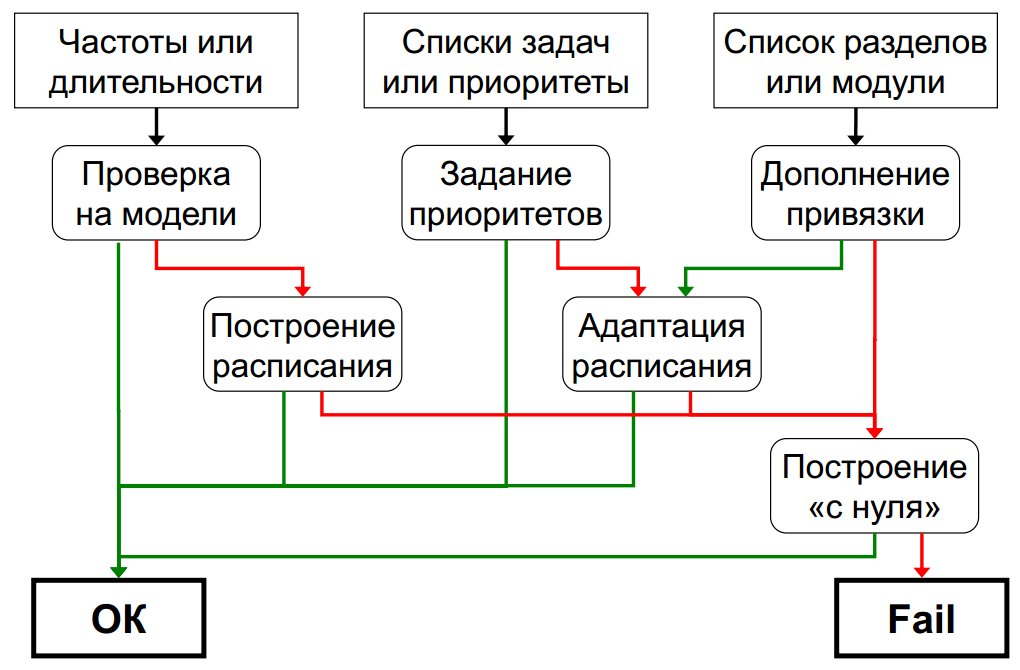 Частоты или
длительности
Списки задач
или приоритеты
Список разделов
или модули
Проверка
на модели
Задание
приоритетов
Дополнение
привязки
Построение
расписания
Адаптация
расписания
Построение
«с нуля»
ОК
Fail